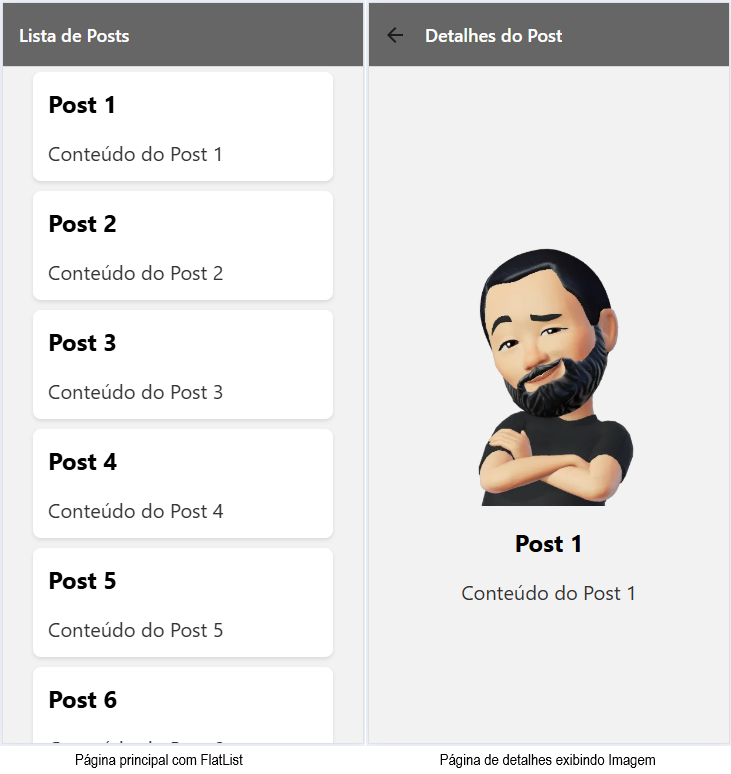 Lista de Posts
Post 1
Conteúdo do Post 1
Post 2
Conteúdo do Post 2
Post 3
Conteúdo do Post 3
Post 4
Conteúdo do Post 4
Post 5
Conteúdo do Post 5
Post 6
Página principal com FlatList
Detalhes do Post
Post 1
Conteúdo do Post 1
Página de detalhes exibindo Imagem